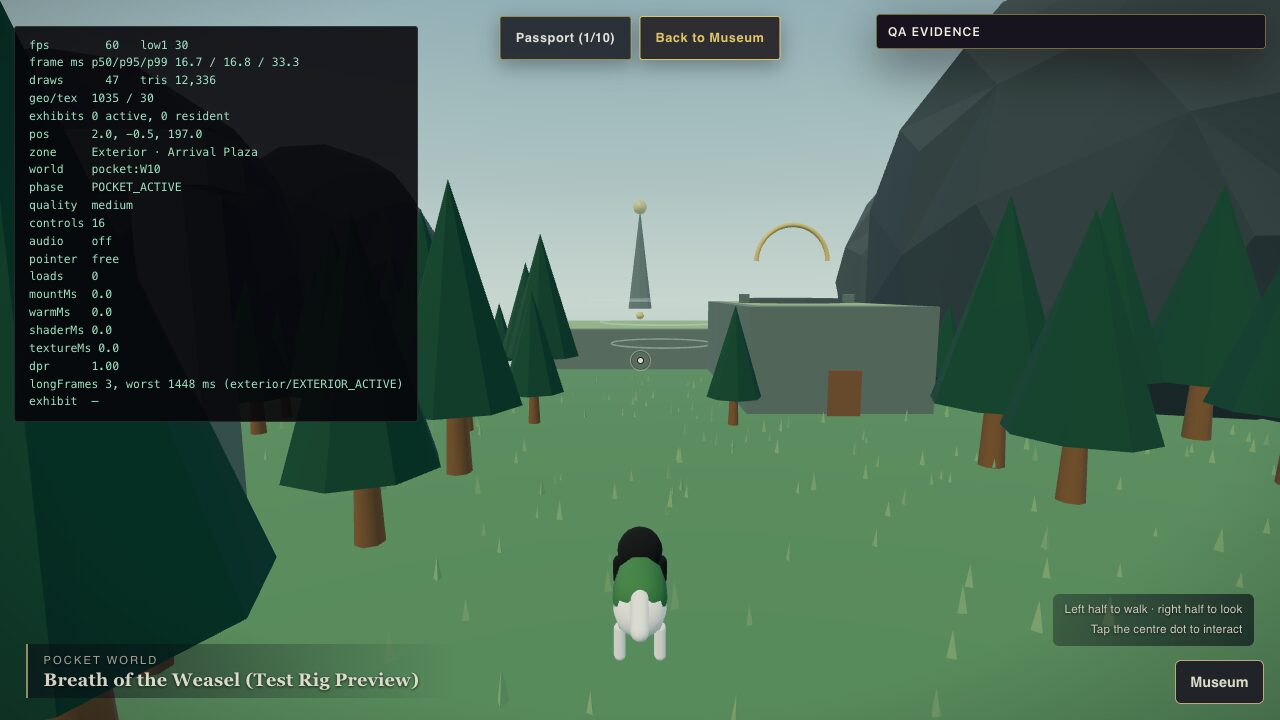 fps 60 low1 30
frame ms p50/p95/p99 16.7 / 16.8 / 33.3
draws 47 tris 12,336
geo/tex 1035 / 30
exhibits 0 active, 0 resident
pos 2.0, −0.5, 197.0
zone Exterior · Arrival Plaza
world pocket:W10
phase POCKET_ACTIVE
quality medium
controls 16
audio off
pointer free
loads 0
mountMs 0.0
warmMs 0.0
shaderMs 0.0
textureMs 0.0
dpr 1.00
longFrames 3, worst 1448 ms (exterior/EXTERIOR_ACTIVE)
exhibit —
Passport (1/10)
Back to Museum
QA EVIDENCE
Left half to walk · right half to look
Tap the centre dot to interact
POCKET WORLD
Breath of the Weasel (Test Rig Preview)
Museum